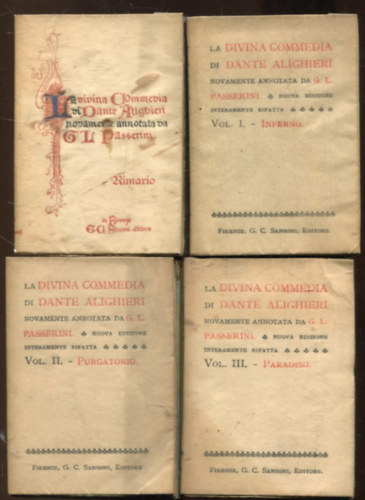 La Divina Commedia
di Dante Alighieri
novamente annotata da
G L Passerini.
Rimario
in Firenze
G C Sansoni editore
LA DIVINA COMMEDIA
DI DANTE ALIGHIERI
NOVAMENTE ANNOTATA DA G. L.
PASSERINI. NUOVA EDIZIONE
INTERAMENTE RIFATTA
VOL. I. - INFERNO.
FIRENZE, G. C. SANSONI, EDITORE.
LA DIVINA COMMEDIA
DI DANTE ALIGHIERI
NOVAMENTE ANNOTATA DA G. L.
PASSERINI. NUOVA EDIZIONE
INTERAMENTE RIFATTA
VOL. II. - PURGATORIO.
FIRENZE, G. C. SANSONI, EDITORE
LA DIVINA COMMEDIA
DI DANTE ALIGHIERI
NOVAMENTE ANNOTATA DA G. L.
PASSERINI. NUOVA EDIZIONE
INTERAMENTE RIFATTA
VOL. III. - PARADISO.
FIRENZE, G. C. SANSONI, EDITORE.